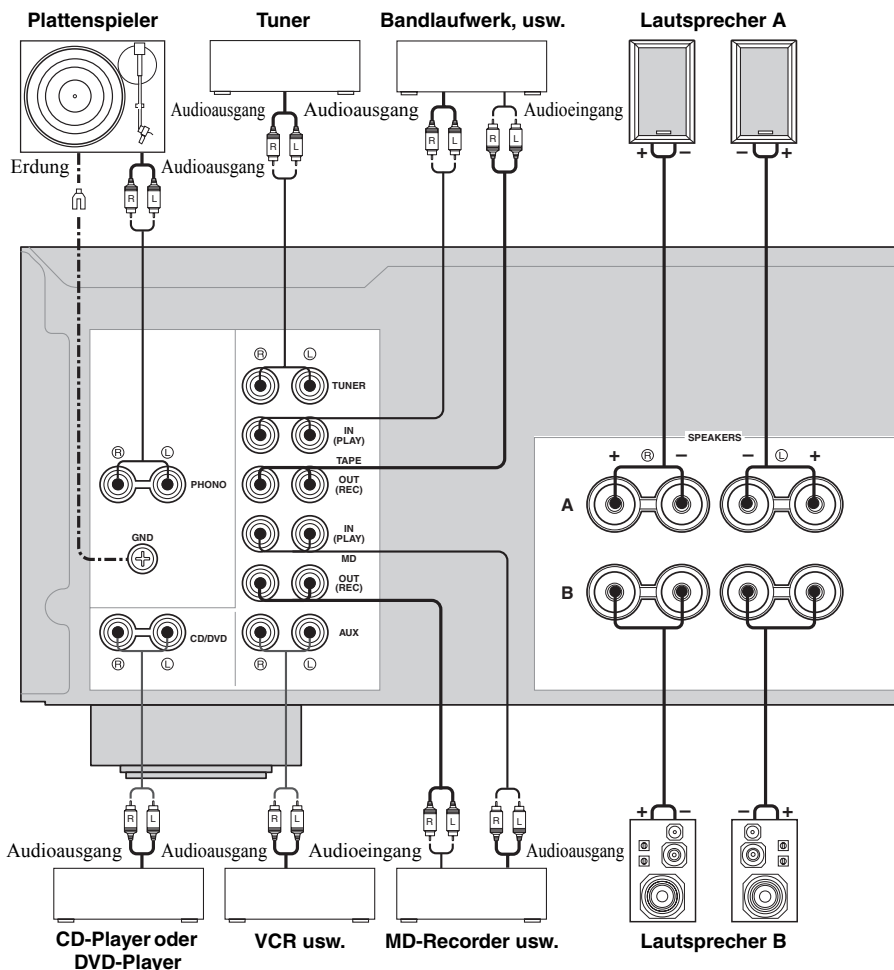 Plattenspieler
Tuner
Bandlaufwerk, usw.
Lautsprecher A
Audioausgang
Audioausgang
Audioeingang
R L
R L
R L
+ − − +
Erdung
Audioausgang
R L
R L
TUNER
SPEAKERS
IN (PLAY)
+ R − − L +
R L
TAPE
PHONO
OUT (REC)
A
IN (PLAY)
GND
MD
OUT (REC)
B
CD/DVD
AUX
R L
R L
+ − − +
R L
R L
R L
R L
Audioausgang
Audioausgang
Audioeingang
Audioausgang
CD-Player oder
DVD-Player
VCR usw.
MD-Recorder usw.
Lautsprecher B